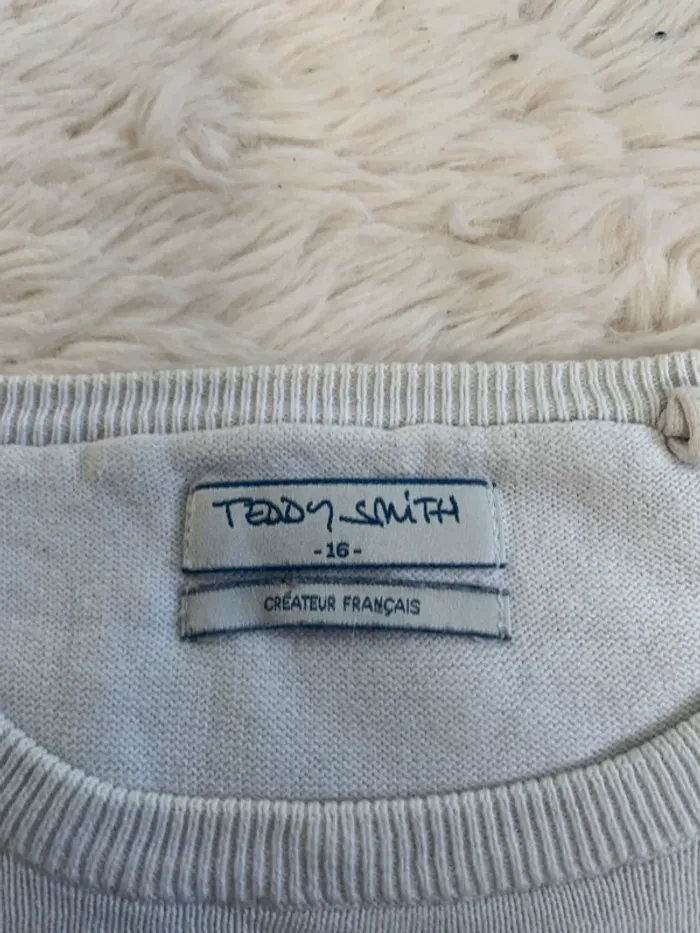 TEDDY SMiTH
-16-
CRÉATEUR FRANÇAIS